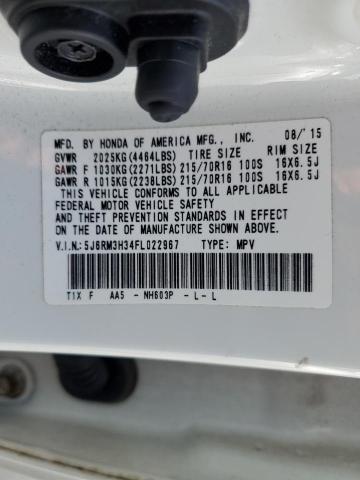 MFD. BY HONDA OF AMERICA MFG., INC. 08/'15
GVWR 2025KG(4464LBS) TIRE SIZE RIM SIZE
GAWR F 1030KG(2271LBS) 215/70R16 100S 16X6.5J
GAWR R 1015KG(2238LBS) 215/70R16 100S 16X6.5J
THIS VEHICLE CONFORMS TO ALL APPLICABLE
FEDERAL MOTOR VEHICLE SAFETY AND THEFT
PREVENTION STANDARDS IN EFFECT ON THE
DATE OF MANUFACTURE SHOWN ABOVE.
V.I.N.: 5J6RM3H34FL022967 TYPE: MPV
T1X F AA5 - NH603P - L - L